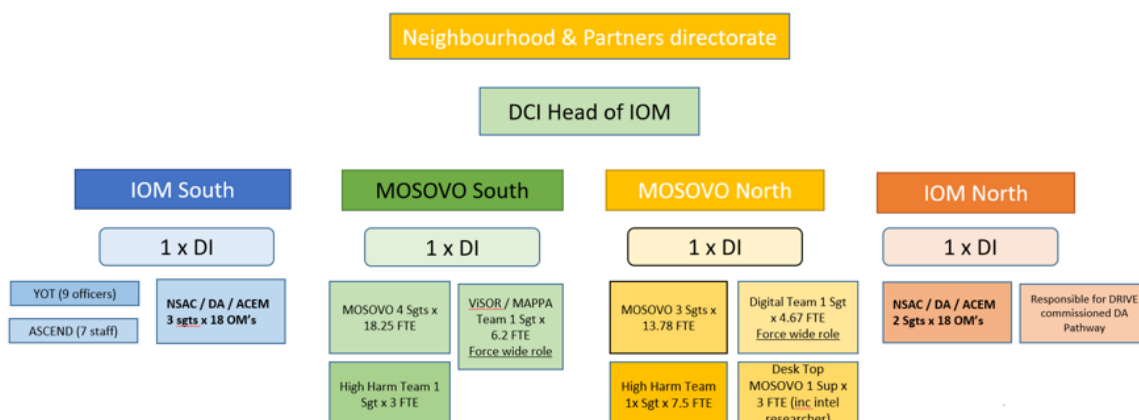 Neighbourhood & Partners directorate
DCI Head of IOM
IOM South
MOSOVO South
MOSOVO North
IOM North
1 x DI
1 x DI
1 x DI
1 x DI
YOT (9 officers)
ASCEND (7 staff)
NSAC / DA / ACEM
3 sgts x 18 OM's
MOSOVO 4 Sgts x
18.25 FTE
ViSOR / MAPPA
Team 1 Sgt x
6.2 FTE
Force wide role
High Harm Team 1
Sgt x 3 FTE
MOSOVO 3 Sgts x
13.78 FTE
Digital Team 1 Sgt
x 4.67 FTE
Force wide role
High Harm Team
1x Sgt x 7.5 FTE
Desk Top
MOSOVO 1 Sup x
3 FTE (inc intel
researcher)
NSAC / DA / ACEM
2 Sgts x 18 OM's
Responsible for DRIVE
commissioned DA
Pathway